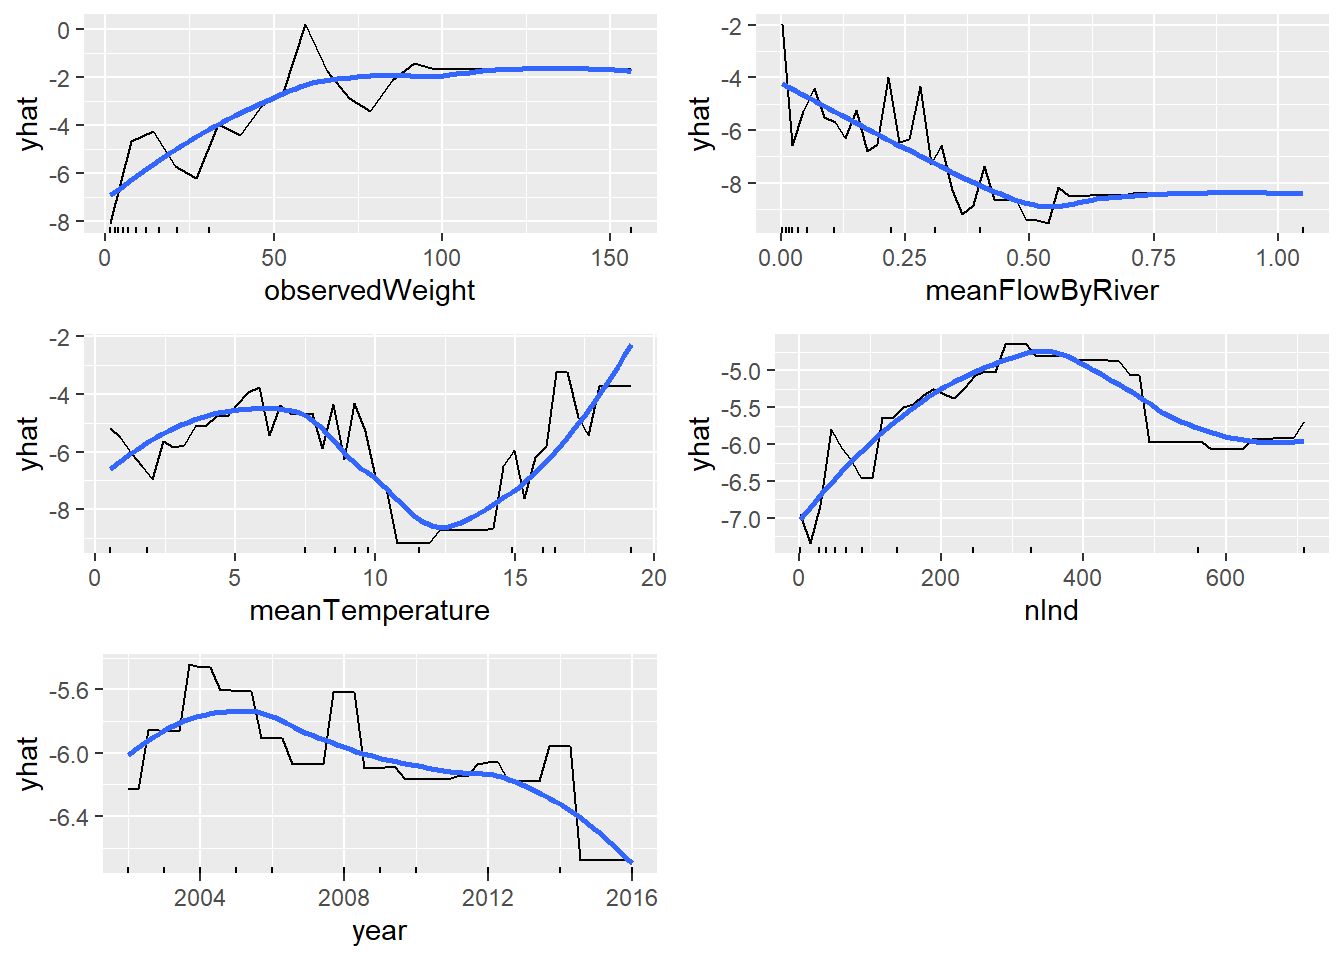 yhat
0
-2
-4
-6
-8
0 50 100 150
observedWeight
yhat
-2
-4
-6
-8
0.00 0.25 0.50 0.75 1.00
meanFlowByRiver
yhat
-2
-4
-6
-8
0 5 10 15 20
meanTemperature
yhat
-5.0
-5.5
-6.0
-6.5
-7.0
0 200 400 600
nInd
yhat
-5.6
-6.0
-6.4
2004 2008 2012 2016
year